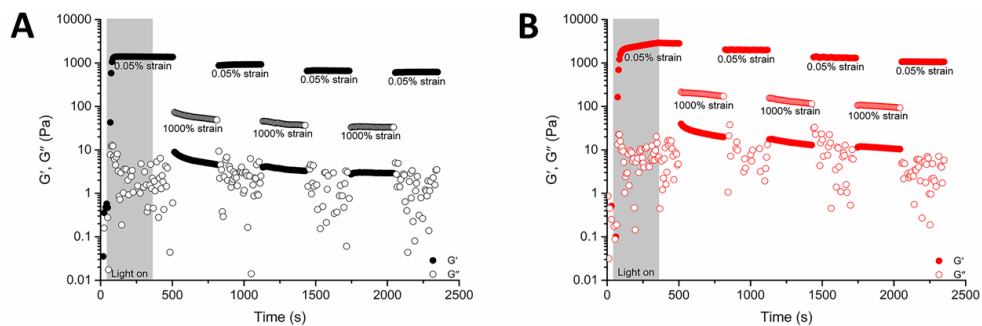 A
G′, G″ (Pa)
10000
1000
100
10
1
0.1
0.01
0.05% strain
0.05% strain
0.05% strain
0.05% strain
1000% strain
1000% strain
1000% strain
Light on
G′
G″
0
500
1000
1500
2000
2500
Time (s)
B
G′, G″ (Pa)
10000
1000
100
10
1
0.1
0.01
0.05% strain
0.05% strain
0.05% strain
0.05% strain
1000% strain
1000% strain
1000% strain
Light on
G′
G″
0
500
1000
1500
2000
2500
Time (s)